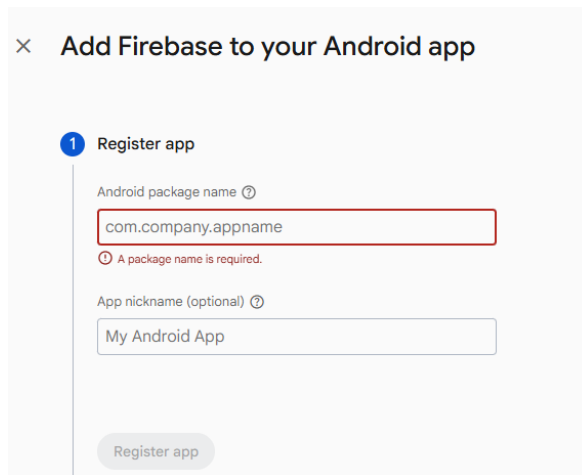 Add Firebase to your Android app
1
Register app
Android package name
com.company.appname
A package name is required.
App nickname (optional)
My Android App
Register app